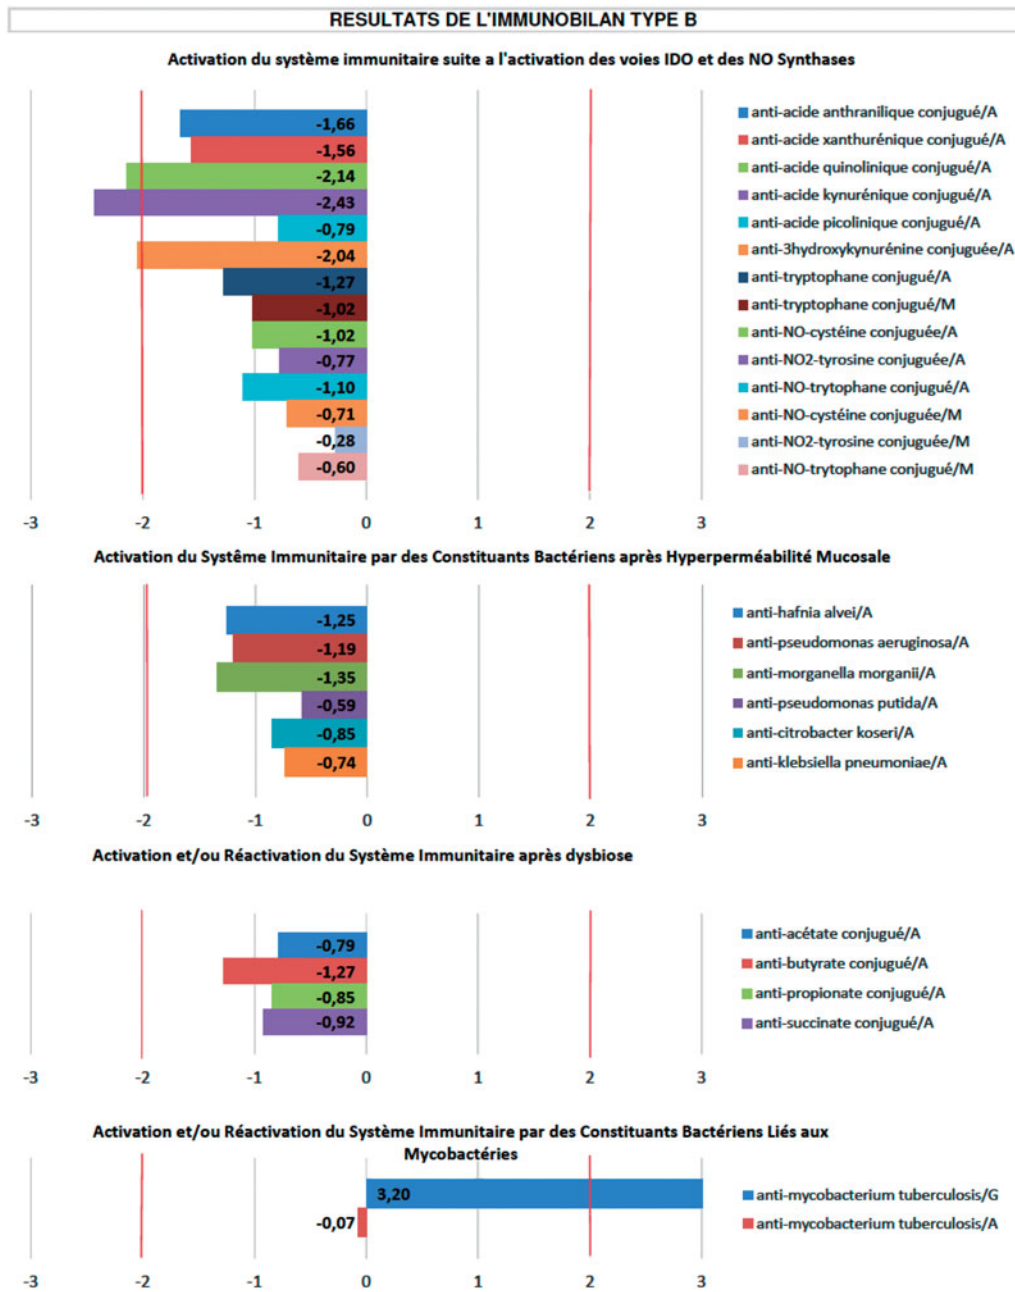 RESULTATS DE L'IMMUNOBILAN TYPE B
Activation du système immunitaire suite a l'activation des voies IDO et des NO Synthases
-1,66
-1,56
-2,14
-2,43
-0,79
-2,04
-1,27
-1,02
-1,02
-0,77
-1,10
-0,71
-0,28
-0,60
anti-acide anthranilique conjugué/A
anti-acide xanthurénique conjugué/A
anti-acide quinolinique conjugué/A
anti-acide kynurénique conjugué/A
anti-acide picolinique conjugué/A
anti-3hydroxykynurénine conjuguée/A
anti-tryptophane conjugué/A
anti-tryptophane conjugué/M
anti-NO-cystéine conjuguée/A
anti-NO2-tyrosine conjuguée/A
anti-NO-trytophane conjugué/A
anti-NO-cystéine conjuguée/M
anti-NO2-tyrosine conjuguée/M
anti-NO-trytophane conjugué/M
-3 -2 -1 0 1 2 3
Activation du Système Immunitaire par des Constituants Bactériens après Hyperperméabilité Mucosale
-1,25
-1,19
-1,35
-0,59
-0,85
-0,74
anti-hafnia alvei/A
anti-pseudomonas aeruginosa/A
anti-morganella morganii/A
anti-pseudomonas putida/A
anti-citrobacter koseri/A
anti-klebsiella pneumoniae/A
-3 -2 -1 0 1 2 3
Activation et/ou Réactivation du Système Immunitaire après dysbiose
-0,79
-1,27
-0,85
-0,92
anti-acétate conjugué/A
anti-butyrate conjugué/A
anti-propionate conjugué/A
anti-succinate conjugué/A
-3 -2 -1 0 1 2 3
Activation et/ou Réactivation du Système Immunitaire par des Constituants Bactériens Liés aux
Mycobactéries
3,20
-0,07
anti-mycobacterium tuberculosis/G
anti-mycobacterium tuberculosis/A
-3 -2 -1 0 1 2 3